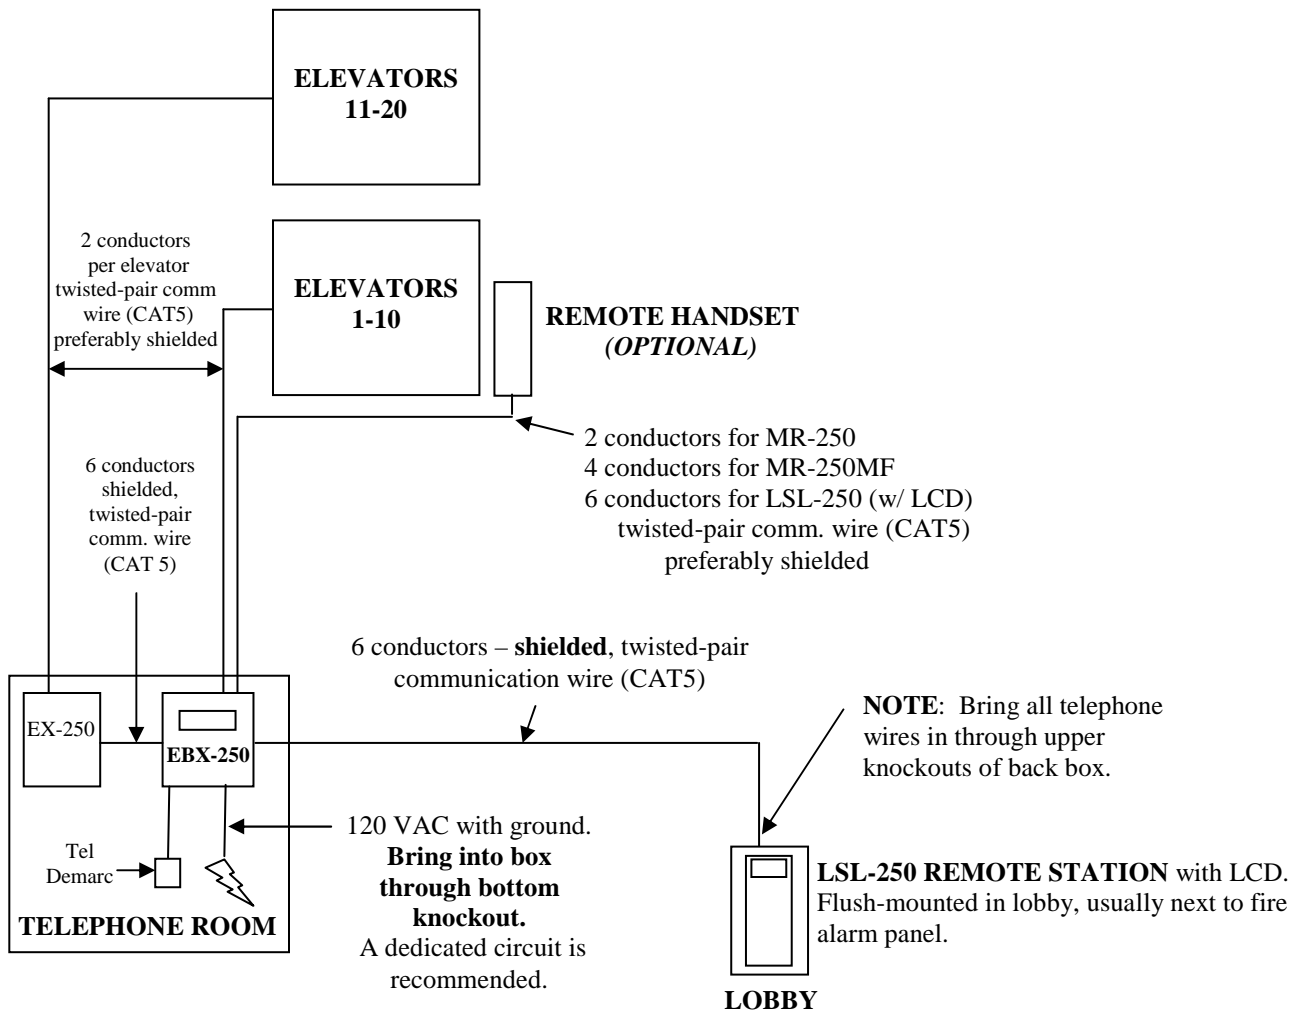 ELEVATORS
11-20
2 conductors
per elevator
twisted-pair comm
wire (CAT5)
preferably shielded
ELEVATORS
1-10
REMOTE HANDSET
(OPTIONAL)
2 conductors for MR-250
4 conductors for MR-250MF
6 conductors for LSL-250 (w/ LCD)
twisted-pair comm. wire (CAT5)
preferably shielded
6 conductors
shielded,
twisted-pair
comm. wire
(CAT 5)
6 conductors – shielded, twisted-pair
communication wire (CAT5)
NOTE:  Bring all telephone
wires in through upper
knockouts of back box.
EX-250
EBX-250
120 VAC with ground.
Bring into box
through bottom
knockout.
A dedicated circuit is
recommended.
Tel
Demarc
TELEPHONE ROOM
LSL-250 REMOTE STATION with LCD.
Flush-mounted in lobby, usually next to fire
alarm panel.
LOBBY